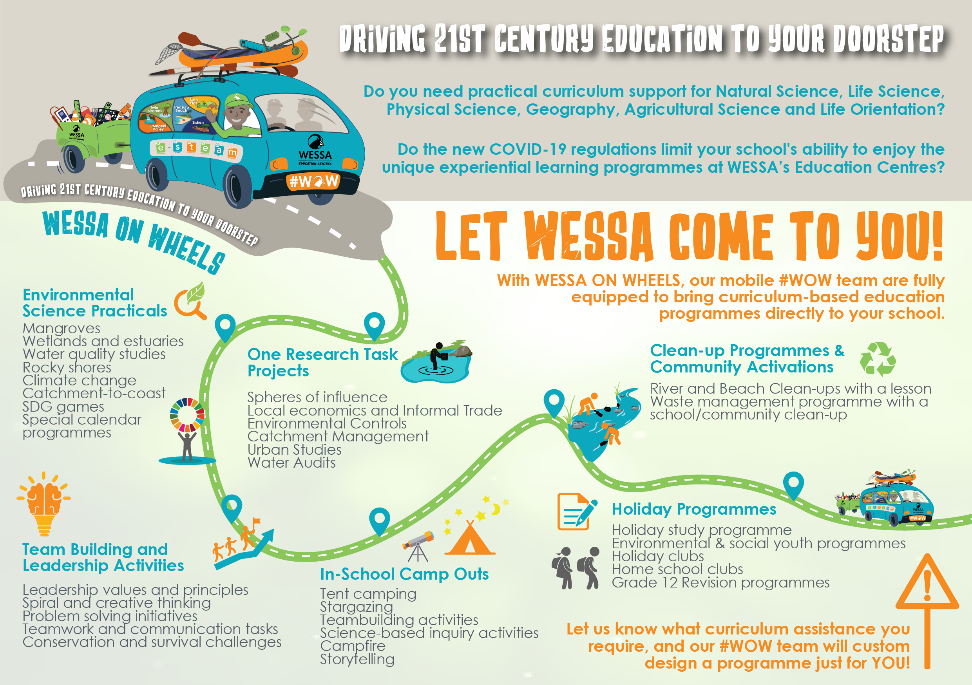 DRIVING 21ST CENTURY EDUCATION TO YOUR DOORSTEP
Do you need practical curriculum support for Natural Science, Life Science,
Physical Science, Geography, Agricultural Science and Life Orientation?
Do the new COVID-19 regulations limit your school's ability to enjoy the
unique experiential learning programmes at WESSA's Education Centres?
WESSA
EDUCATION CENTRES
u-steam
#WOW
WESSA
DRIVING 21ST CENTURY EDUCATION TO YOUR DOORSTEP
WESSA ON WHEELS
LET WESSA COME TO YOU!
With WESSA ON WHEELS, our mobile #WOW team are fully
equipped to bring curriculum-based education
programmes directly to your school.
Environmental
Science Practicals
Mangroves
Wetlands and estuaries
Water quality studies
Rocky shores
Climate change
Catchment-to-coast
SDG games
Special calendar
programmes
One Research Task
Projects
Spheres of influence
Local economics and Informal Trade
Environmental Controls
Catchment Management
Urban Studies
Water Audits
Clean-up Programmes &
Community Activations
River and Beach Clean-ups with a lesson
Waste management programme with a
school/community clean-up
Team Building and
Leadership Activities
Leadership values and principles
Spiral and creative thinking
Problem solving initiatives
Teamwork and communication tasks
Conservation and survival challenges
In-School Camp Outs
Tent camping
Stargazing
Teambuilding activities
Science-based inquiry activities
Campfire
Storytelling
Holiday Programmes
Holiday study programme
Environmental & social youth programmes
Holiday clubs
Home school clubs
Grade 12 Revision programmes
Let us know what curriculum assistance you
require, and our #WOW team will custom
design a programme just for YOU!